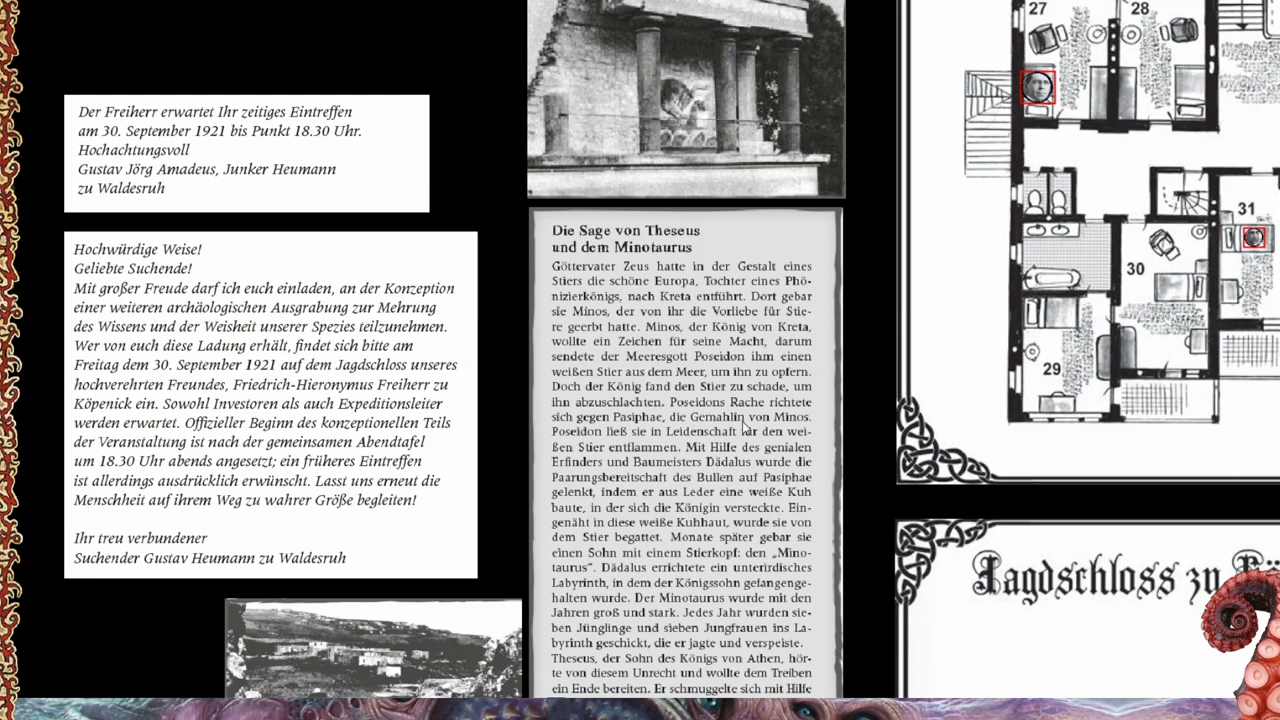 Der Freiherr erwartet Ihr zeitiges Eintreffen
am 30. September 1921 bis Punkt 18.30 Uhr.
Hochachtungsvoll
Gustav Jörg Amadeus, Junker Heumann
zu Waldesruh
Hochwürdige Weise!
Geliebte Suchende!
Mit großer Freude darf ich euch einladen, an der Konzeption
einer weiteren archäologischen Ausgrabung zur Mehrung
des Wissens und der Weisheit unserer Spezies teilzunehmen.
Wer von euch diese Ladung erhält, findet sich bitte am
Freitag dem 30. September 1921 auf dem Jagdschloss unseres
hochverehrten Freundes, Friedrich-Hieronymus Freiherr zu
Köpenick ein. Sowohl Investoren als auch Expeditionsleiter
werden erwartet. Offizieller Beginn des konzeptionellen Teils
der Veranstaltung ist nach der gemeinsamen Abendtafel
um 18.30 Uhr abends angesetzt; ein früheres Eintreffen
ist allerdings ausdrücklich erwünscht. Lasst uns erneut die
Menschheit auf ihrem Weg zu wahrer Größe begleiten!
Ihr treu verbundener
Suchender Gustav Heumann zu Waldesruh
Die Sage von Theseus
und dem Minotaurus
Göttervater Zeus hatte in der Gestalt eines
Stiers die schöne Europa, Tochter eines Phö-
nizierkönigs, nach Kreta entführt. Dort gebar
sie Minos, der von ihr die Vorliebe für Stie-
re geerbt hatte. Minos, der König von Kreta,
wollte ein Zeichen für seine Macht, darum
sendete der Meeresgott Poseidon ihm einen
weißen Stier aus dem Meer, um ihn zu opfern.
Doch der König fand den Stier zu schade, um
ihn abzuschlachten. Poseidons Rache richtete
sich gegen Pasiphae, die Gemahlin von Minos.
Poseidon ließ sie in Leidenschaft für den wei-
ßen Stier entflammen. Mit Hilfe des genialen
Erfinders und Baumeisters Dädalus wurde die
Paarungsbereitschaft des Bullen auf Pasiphae
gelenkt, indem er aus Leder eine weiße Kuh
baute, in der sich die Königin versteckte. Ein-
genäht in diese weiße Kuhhaut, wurde sie von
dem Stier begattet. Monate später gebar sie
einen Sohn mit einem Stierkopf: den „Mino-
taurus“. Dädalus errichtete ein unterirdisches
Labyrinth, in dem der Königssohn gefangenge-
halten wurde. Der Minotaurus wurde mit den
Jahren groß und stark. Jedes Jahr wurden sie-
ben Jünglinge und sieben Jungfrauen ins La-
byrinth geschickt, die er jagte und verspeiste.
Theseus, der Sohn des Königs von Athen, hör-
te von diesem Unrecht und wollte dem Treiben
ein Ende bereiten. Er schmuggelte sich mit Hilfe
27
28
31
30
29
Jagdschloss zu